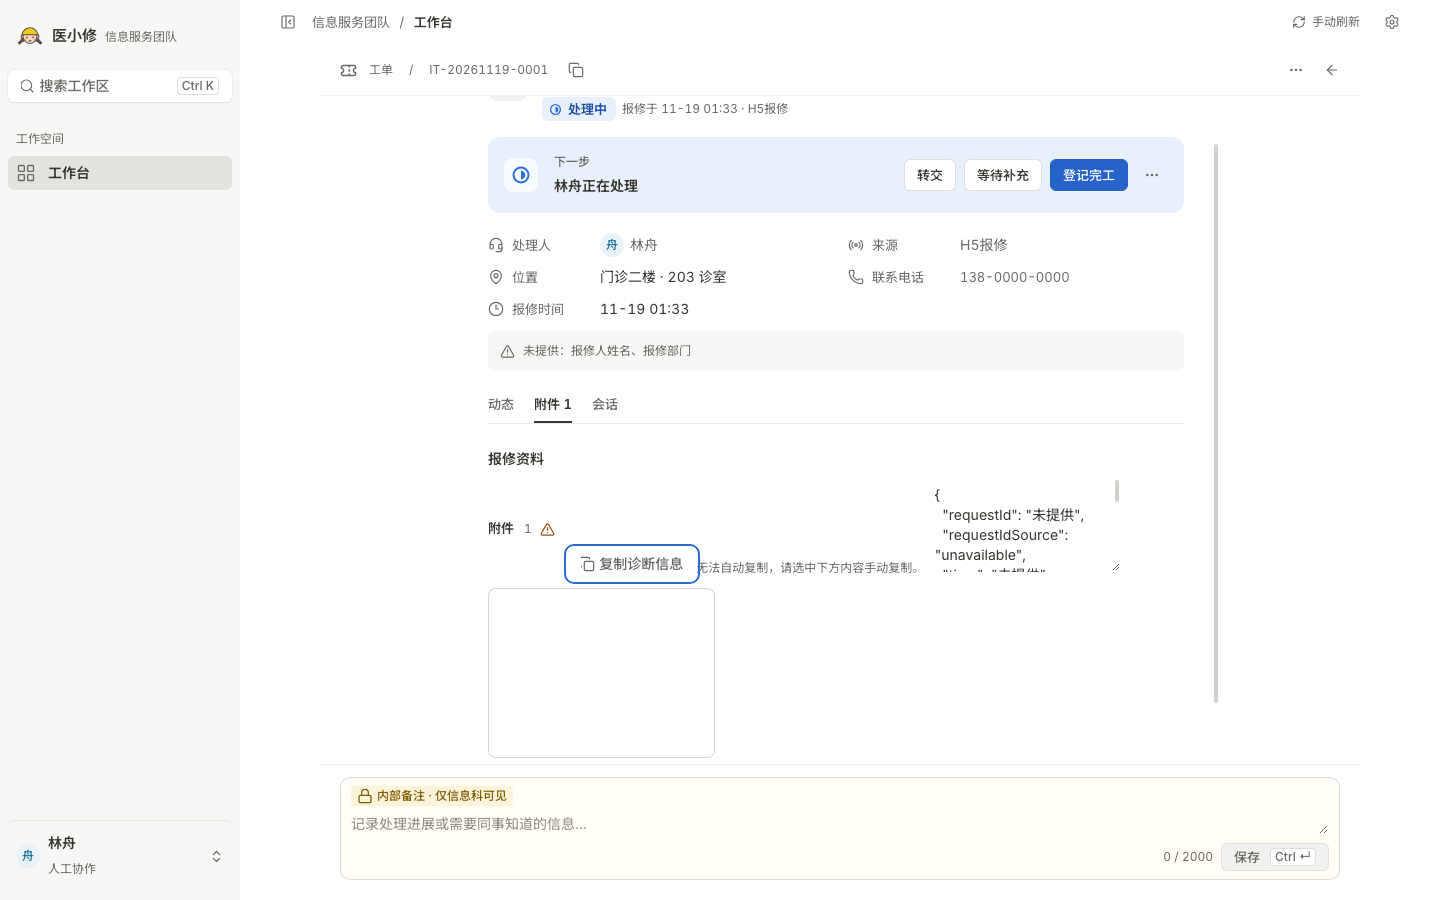 医小修 信息服务团队
搜索工作区 Ctrl K
工作空间
工作台
林舟
人工协作
信息服务团队 / 工作台
手动刷新
工单 / IT-20261119-0001
处理中 报修于 11-19 01:33 · H5报修
下一步
林舟正在处理
转交 等待补充 登记完工
处理人 舟 林舟 来源 H5报修
位置 门诊二楼 · 203 诊室 联系电话 138-0000-0000
报修时间 11-19 01:33
未提供：报修人姓名、报修部门
动态 附件 1 会话
报修资料
附件 1
复制诊断信息 无法自动复制，请选中下方内容手动复制。
{
"requestId": "未提供",
"requestIdSource":
"unavailable",
内部备注 · 仅信息科可见
记录处理进展或需要同事知道的信息...
0 / 2000 保存 Ctrl ↵
舟